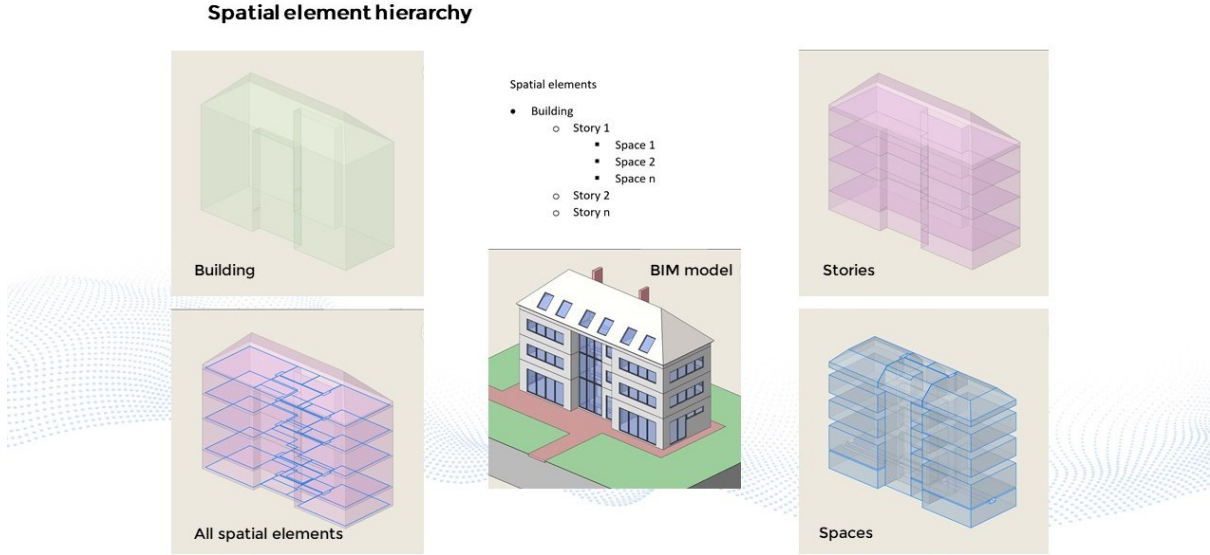 Spatial element hierarchy
Spatial elements
• Building
o Story 1
▪ Space 1
▪ Space 2
▪ Space n
o Story 2
o Story n
Building
BIM model
Stories
All spatial elements
Spaces